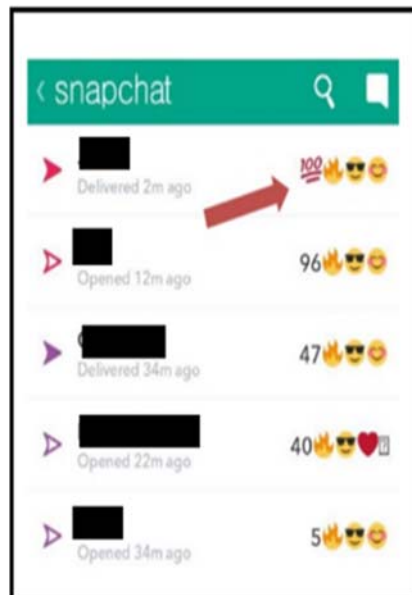 ‹ snapchat
💯🔥😎😊
Delivered 2m ago
96🔥😎😊
Opened 12m ago
47🔥😎😊
Delivered 34m ago
40🔥😎❤️
Opened 22m ago
5🔥😎😊
Opened 34m ago